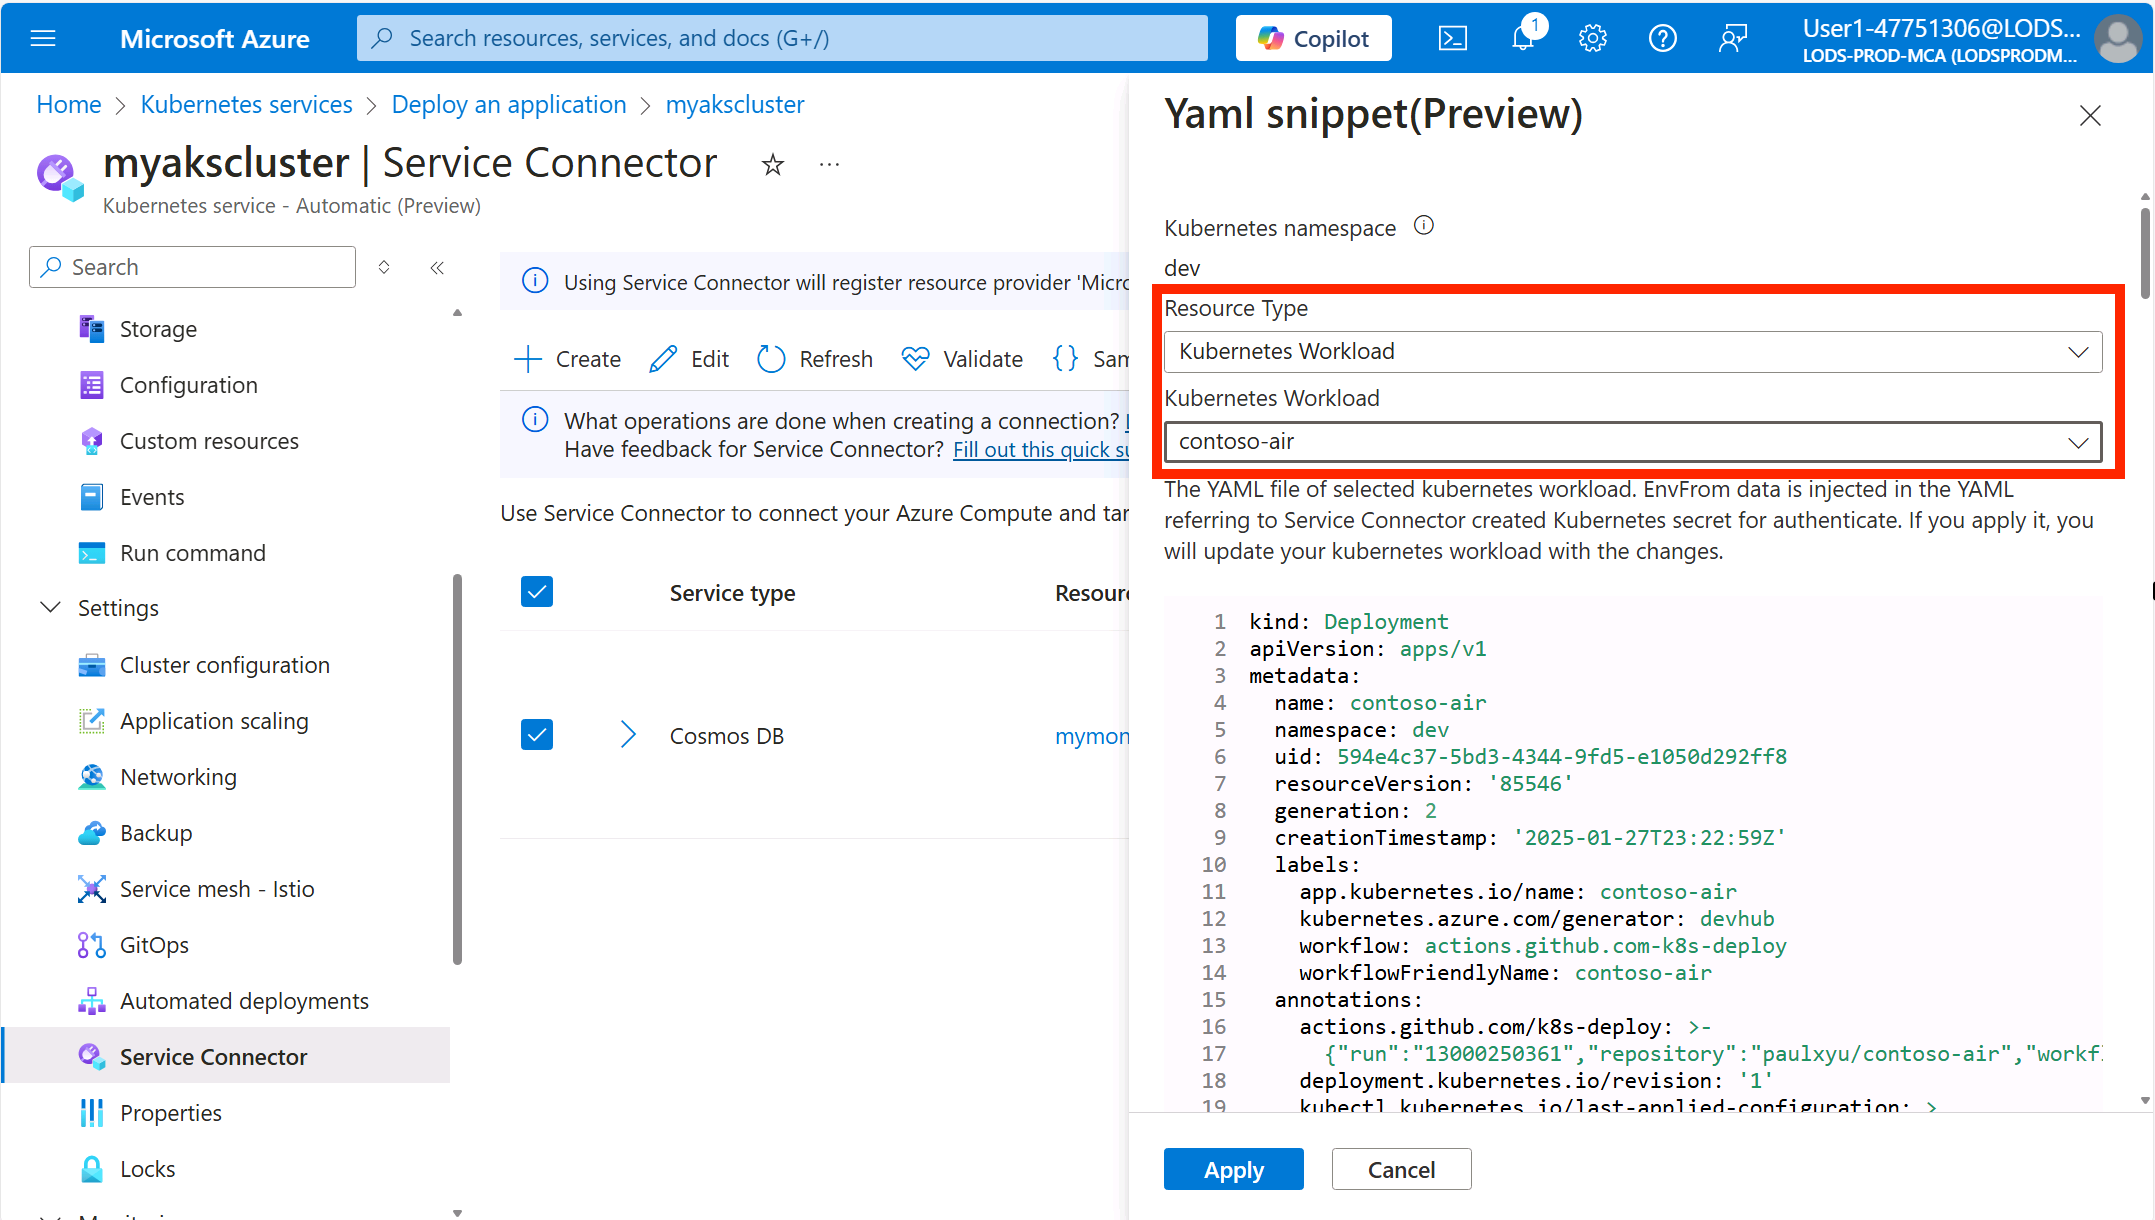 Microsoft Azure
Search resources, services, and docs (G+/)
Copilot
1
User1-47751306@LODS...
LODS-PROD-MCA (LODSPRODM...
Home > Kubernetes services > Deploy an application > myakscluster
myakscluster | Service Connector
Kubernetes service - Automatic (Preview)
Search
Storage
Configuration
Custom resources
Events
Run command
Settings
Cluster configuration
Application scaling
Networking
Backup
Service mesh - Istio
GitOps
Automated deployments
Service Connector
Properties
Locks
Using Service Connector will register resource provider 'Micro
Create
Edit
Refresh
Validate
{} Sam
What operations are done when creating a connection?
Have feedback for Service Connector? Fill out this quick su
Use Service Connector to connect your Azure Compute and tar
Service type
Resour
Cosmos DB
mymon
Yaml snippet(Preview)
Kubernetes namespace
dev
Resource Type
Kubernetes Workload
Kubernetes Workload
contoso-air
The YAML file of selected kubernetes workload. EnvFrom data is injected in the YAML
referring to Service Connector created Kubernetes secret for authenticate. If you apply it, you
will update your kubernetes workload with the changes.
1 kind: Deployment
2 apiVersion: apps/v1
3 metadata:
4 name: contoso-air
5 namespace: dev
6 uid: 594e4c37-5bd3-4344-9fd5-e1050d292ff8
7 resourceVersion: '85546'
8 generation: 2
9 creationTimestamp: '2025-01-27T23:22:59Z'
10 labels:
11 app.kubernetes.io/name: contoso-air
12 kubernetes.azure.com/generator: devhub
13 workflow: actions.github.com-k8s-deploy
14 workflowFriendlyName: contoso-air
15 annotations:
16 actions.github.com/k8s-deploy: >-
17 {"run":"13000250361","repository":"paulxyu/contoso-air","workf
18 deployment.kubernetes.io/revision: '1'
19 kubectl.kubernetes.io/last-applied-configuration: >
Apply
Cancel